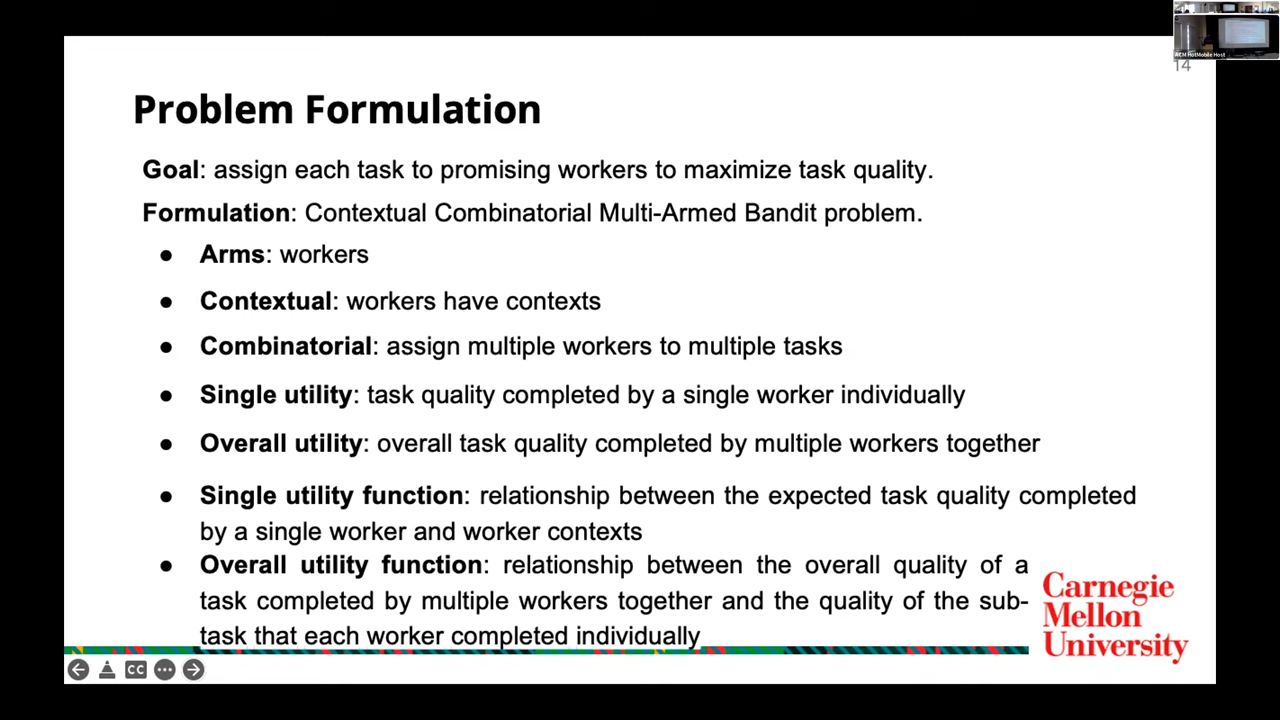 ACM HotMobile Host
14
Problem Formulation
Goal: assign each task to promising workers to maximize task quality.
Formulation: Contextual Combinatorial Multi-Armed Bandit problem.
● Arms: workers
● Contextual: workers have contexts
● Combinatorial: assign multiple workers to multiple tasks
● Single utility: task quality completed by a single worker individually
● Overall utility: overall task quality completed by multiple workers together
● Single utility function: relationship between the expected task quality completed
by a single worker and worker contexts
● Overall utility function: relationship between the overall quality of a
task completed by multiple workers together and the quality of the sub-
task that each worker completed individually
Carnegie
Mellon
University
CC